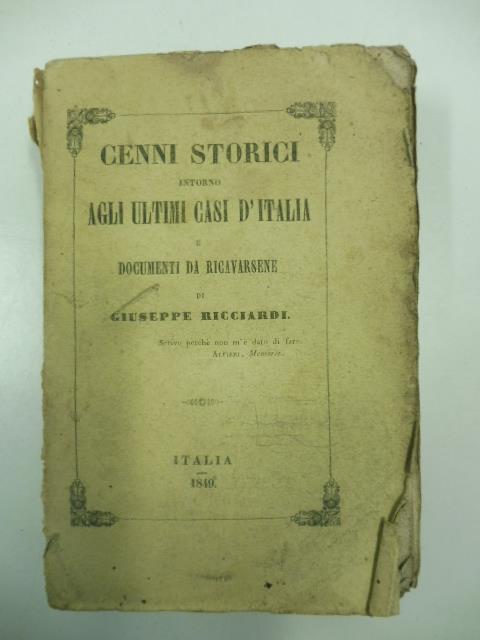 CENNI STORICI
INTORNO
AGLI ULTIMI CASI D'ITALIA
E
DOCUMENTI DA RICAVARSENE
DI
GIUSEPPE RICCIARDI.
Scrivo perchè non m'è dato di fare.
ALFIERI, Memorie.
ITALIA
1849.